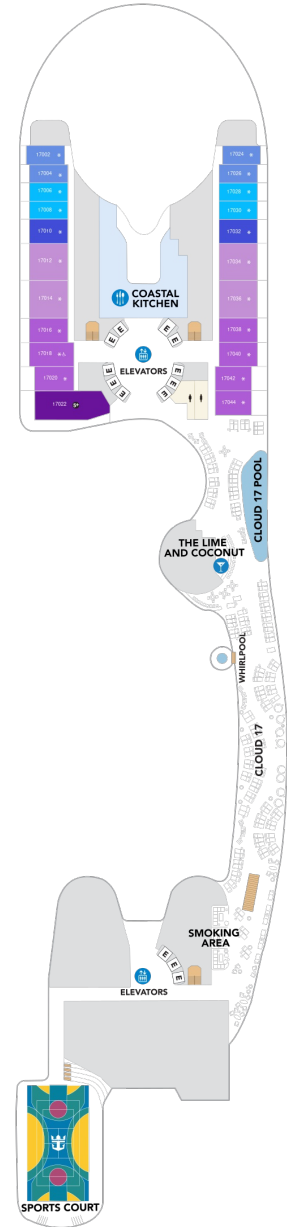 17002
17004
17006
17008
17010
17012
17014
17016
17018
17020
17022
17024
17026
17028
17030
17032
17034
17036
17038
17040
17042
17044
COASTAL
KITCHEN
E E E E
ELEVATORS
E E E E E E
CLOUD 17 POOL
THE LIME
AND COCONUT
WHIRLPOOL
CLOUD 17
SMOKING
AREA
E E E
ELEVATORS
SPORTS COURT